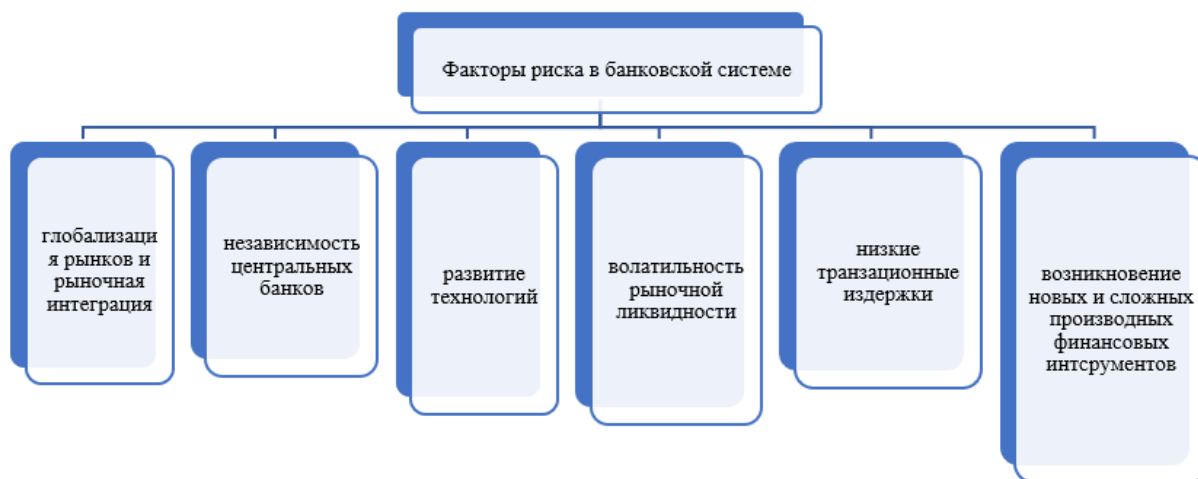 Факторы риска в банковской системе
глобализаци
я рынков и
рыночная
интеграция
независимость
центральных
банков
развитие
технологий
волатильность
рыночной
ликвидности
низкие
транзационные
издержки
возникновение
новых и сложных
производных
финансовых
интсрументов